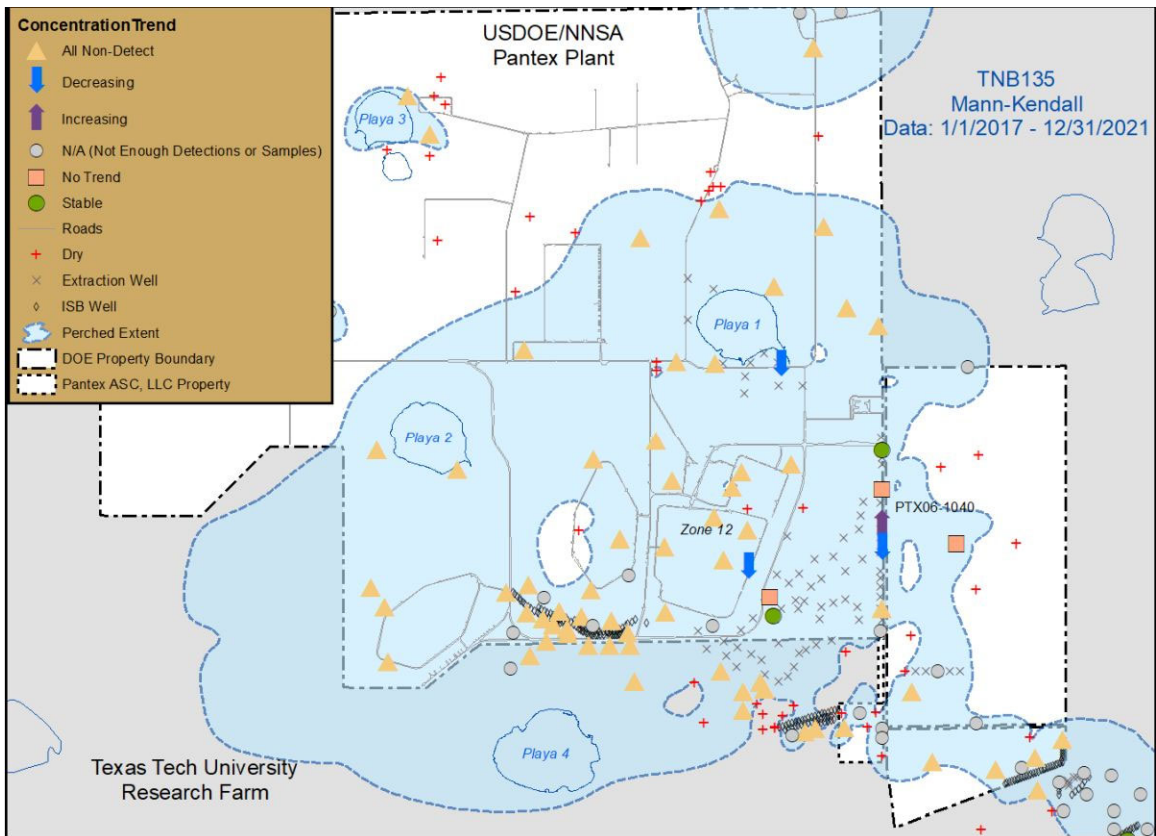 ConcentrationTrend
All Non-Detect
Decreasing
Increasing
N/A (Not Enough Detections or Samples)
No Trend
Stable
Roads
Dry
Extraction Well
ISB Well
Perched Extent
DOE Property Boundary
Pantex ASC, LLC Property
USDOE/NNSA
Pantex Plant
TNB135
Mann-Kendall
Data: 1/1/2017 - 12/31/2021
Playa 3
Playa 1
Playa 2
PTX06-1040
Zone 12
Playa 4
Texas Tech University
Research Farm